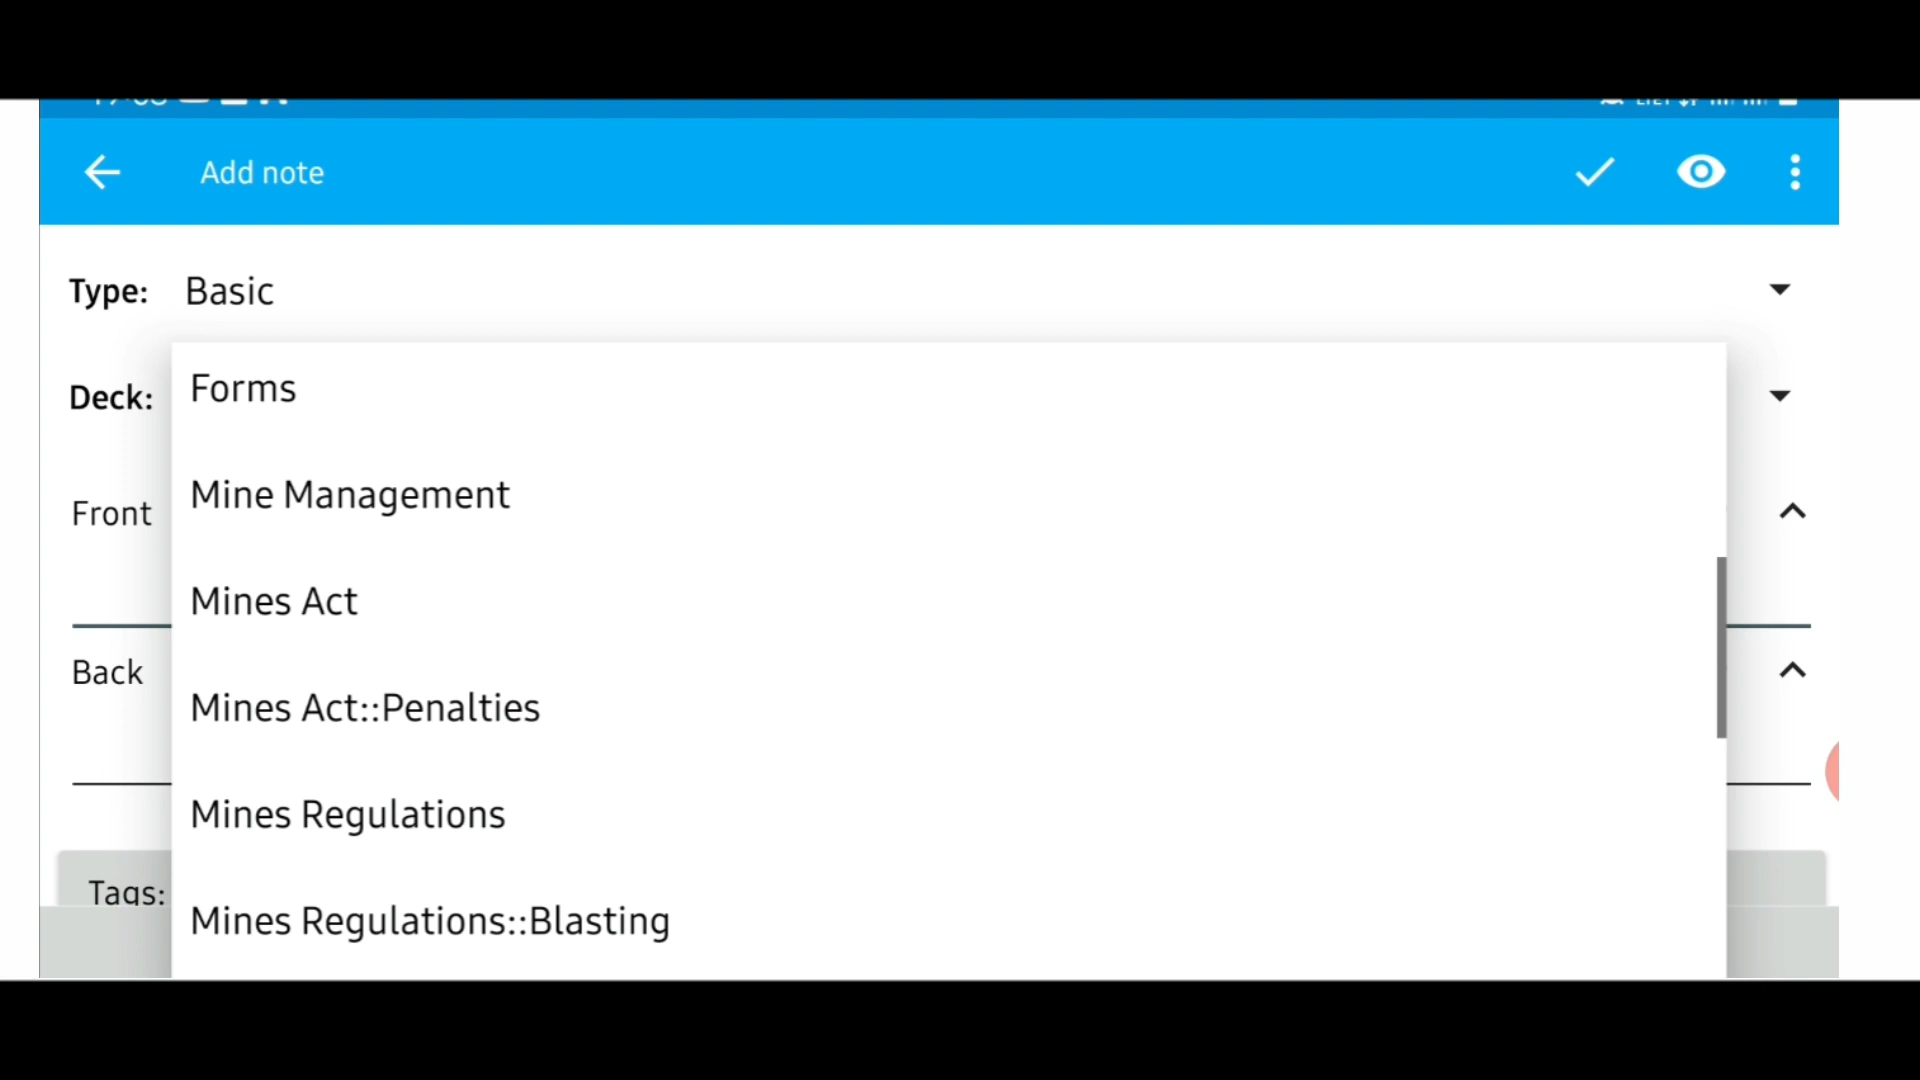 Add note
Type: Basic
Deck:
Forms
Mine Management
Front
Mines Act
Back
Mines Act::Penalties
Mines Regulations
Tags:
Mines Regulations::Blasting